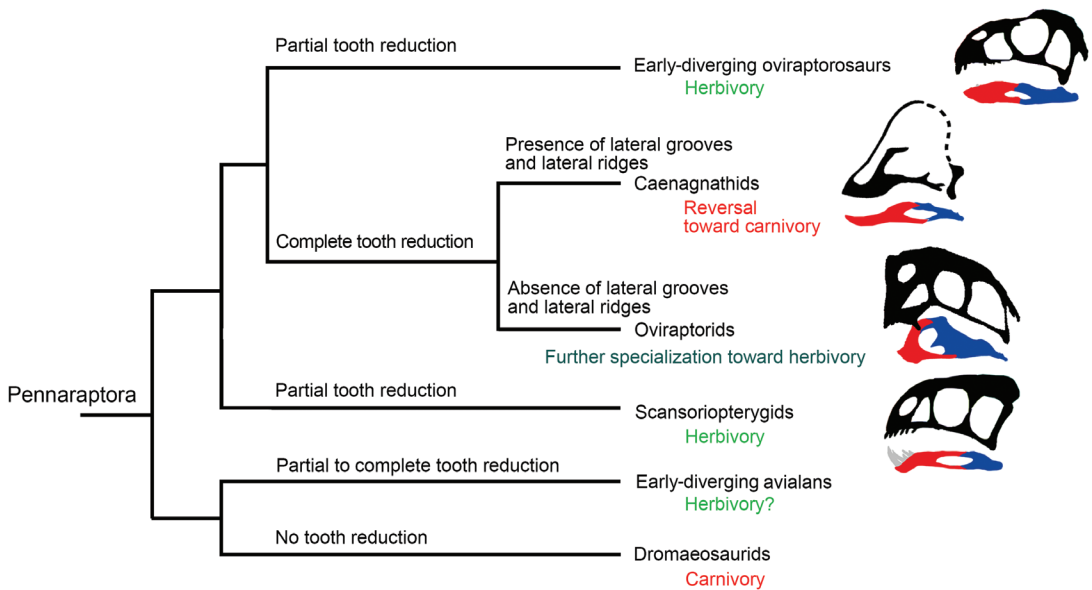 Partial tooth reduction
Early-diverging oviraptorosaurs
Herbivory
Presence of lateral grooves
and lateral ridges
Caenagnathids
Reversal
toward carnivory
Complete tooth reduction
Absence of lateral grooves
and lateral ridges
Oviraptorids
Further specialization toward herbivory
Pennaraptora
Partial tooth reduction
Scansoriopterygids
Herbivory
Partial to complete tooth reduction
Early-diverging avialans
Herbivory?
No tooth reduction
Dromaeosaurids
Carnivory